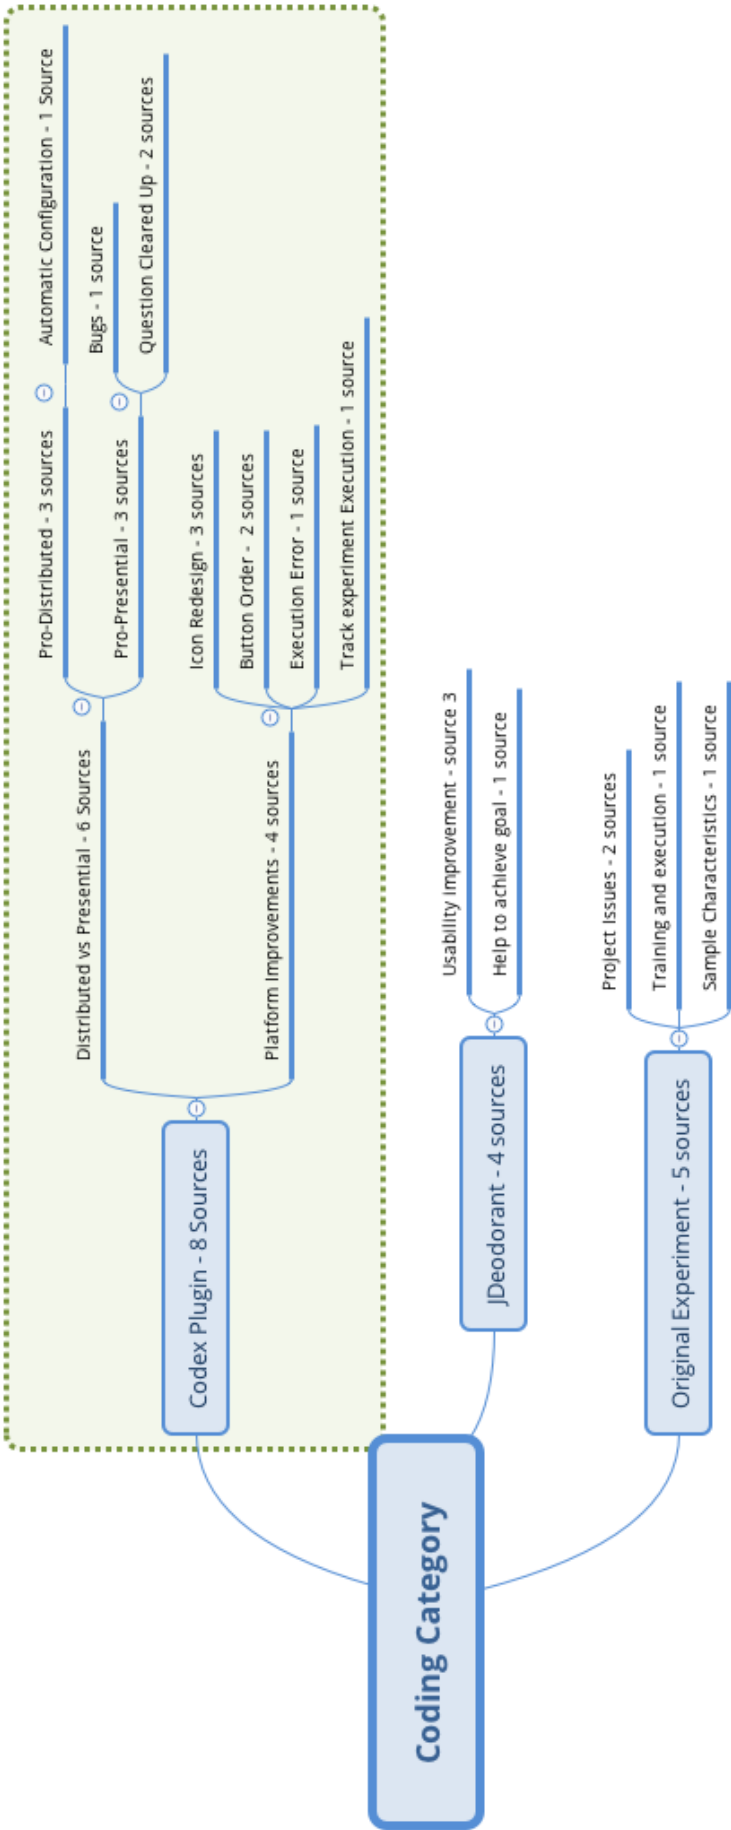 Coding Category
Codex Plugin - 8 Sources
Distributed vs Presential - 6 Sources
Pro-Distributed - 3 sources
Automatic Configuration - 1 Source
Pro-Presential - 3 sources
Bugs - 1 source
Question Cleared Up - 2 sources
Platform Improvements - 4 sources
Icon Redesign - 3 sources
Button Order - 2 sources
Execution Error - 1 source
Track experiment Execution - 1 source
JDeodorant - 4 sources
Usability improvement - source 3
Help to achieve goal - 1 source
Original Experiment - 5 sources
Project Issues - 2 sources
Training and execution - 1 source
Sample Characteristics - 1 source